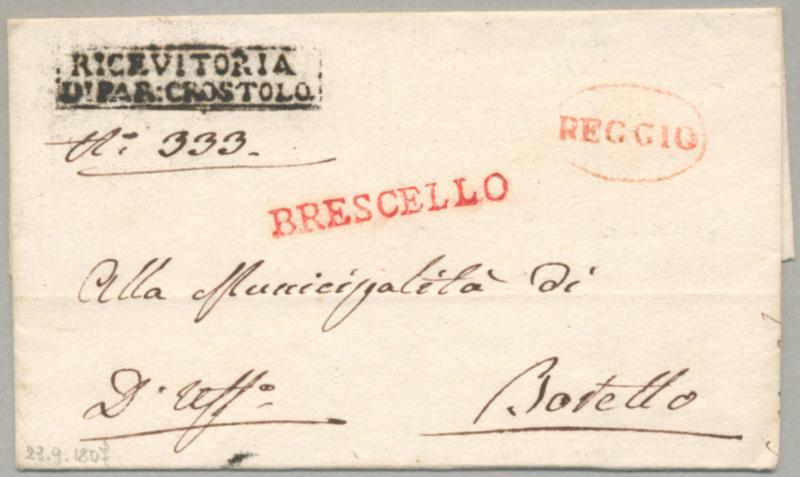 RICEVITORIA
DI PAR: CROSTOLO.
REGGIO
N.° 333.
BRESCELLO
Alla Municipalità di
D'Uff.°
Boretto
23.9.1807